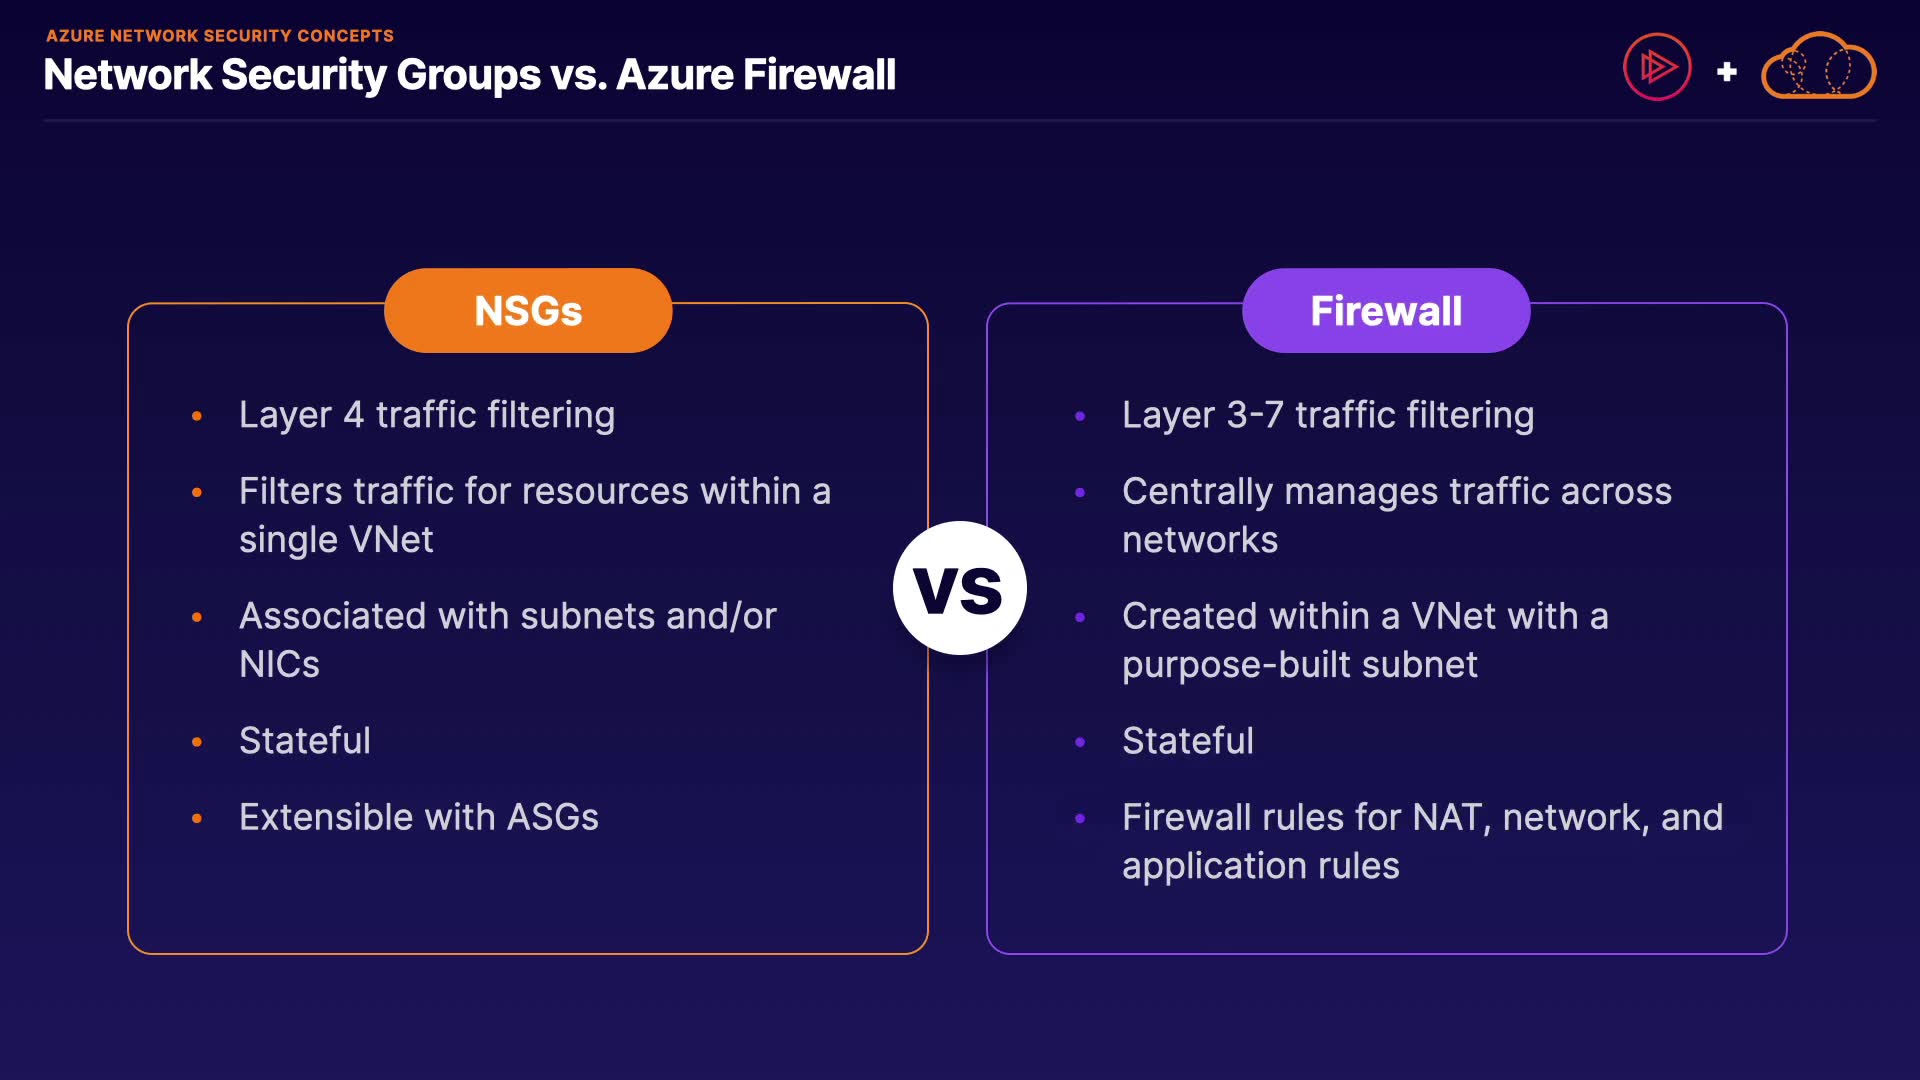 AZURE NETWORK SECURITY CONCEPTS
Network Security Groups vs. Azure Firewall
NSGs
• Layer 4 traffic filtering
• Filters traffic for resources within a
single VNet
• Associated with subnets and/or
NICs
• Stateful
• Extensible with ASGs
VS
Firewall
• Layer 3-7 traffic filtering
• Centrally manages traffic across
networks
• Created within a VNet with a
purpose-built subnet
• Stateful
• Firewall rules for NAT, network, and
application rules